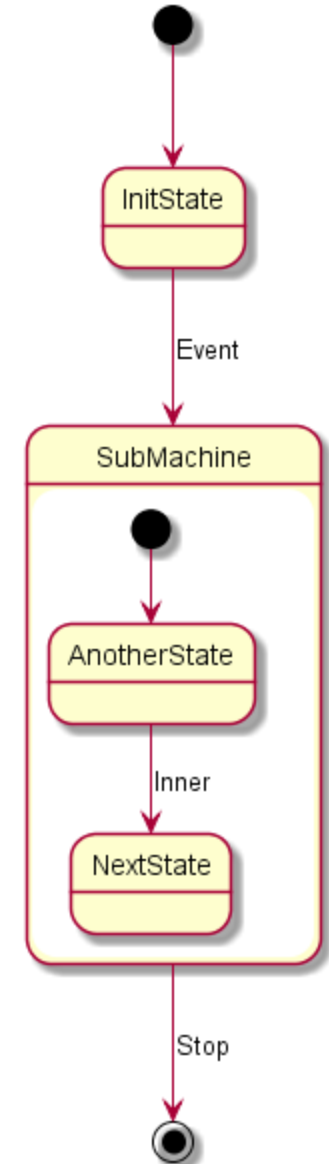 InitState
Event
SubMachine
AnotherState
Inner
NextState
Stop